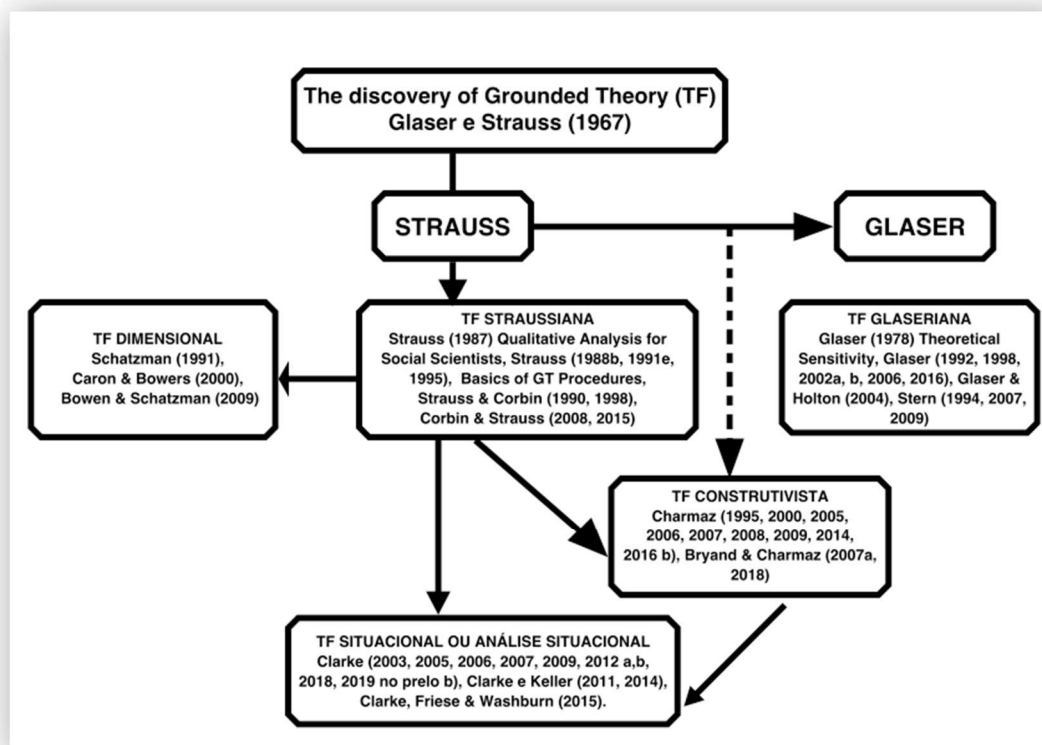 The discovery of Grounded Theory (TF)
Glaser e Strauss (1967)
STRAUSS
GLASER
TF DIMENSIONAL
Schatzman (1991),
Caron & Bowers (2000),
Bowen & Schatzman (2009)
TF STRAUSSIANA
Strauss (1987) Qualitative Analysis for
Social Scientists, Strauss (1988b, 1991e,
1995), Basics of GT Procedures,
Strauss & Corbin (1990, 1998),
Corbin & Strauss (2008, 2015)
TF GLASERIANA
Glaser (1978) Theoretical
Sensitivity, Glaser (1992, 1998,
2002a, b, 2006, 2016), Glaser &
Holton (2004), Stern (1994, 2007,
2009)
TF CONSTRUTIVISTA
Charmaz (1995, 2000, 2005,
2006, 2007, 2008, 2009, 2014,
2016 b), Bryand & Charmaz (2007a,
2018)
TF SITUACIONAL OU ANÁLISE SITUACIONAL
Clarke (2003, 2005, 2006, 2007, 2009, 2012 a,b,
2018, 2019 no prelo b), Clarke e Keller (2011, 2014),
Clarke, Friese & Washburn (2015).